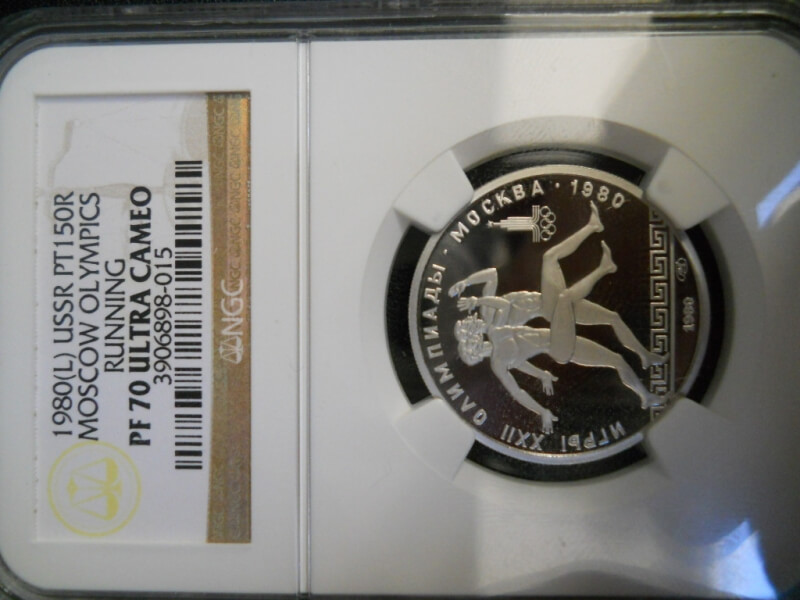 1980(L) USSR PT150R
MOSCOW OLYMPICS
RUNNING
PF 70 ULTRA CAMEO
3906898-015
NGC
ИГРЫ XXII ОЛИМПИАДЫ · МОСКВА · 1980
1980